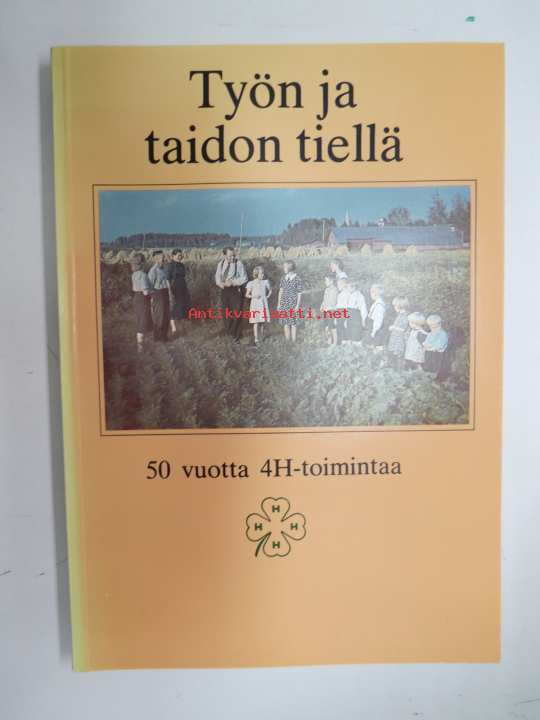 Työn ja
taidon tiellä
Antikvariaatti.net
50 vuotta 4H-toimintaa
H
H H
H